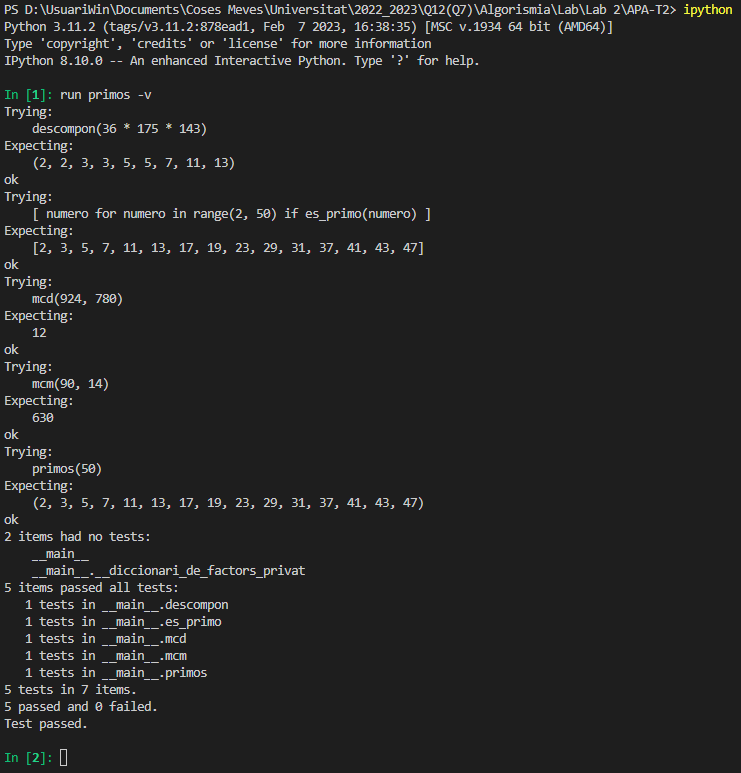 PS D:\UsuariWin\Documents\Coses Meves\Universitat\2022_2023\Q12(Q7)\Algorismia\Lab\Lab 2\APA-T2> ipython
Python 3.11.2 (tags/v3.11.2:878ead1, Feb  7 2023, 16:38:35) [MSC v.1934 64 bit (AMD64)]
Type 'copyright', 'credits' or 'license' for more information
IPython 8.10.0 -- An enhanced Interactive Python. Type '?' for help.

In [1]: run primos -v
Trying:
    descompon(36 * 175 * 143)
Expecting:
    (2, 2, 3, 3, 5, 5, 7, 11, 13)
ok
Trying:
    [ numero for numero in range(2, 50) if es_primo(numero) ]
Expecting:
    [2, 3, 5, 7, 11, 13, 17, 19, 23, 29, 31, 37, 41, 43, 47]
ok
Trying:
    mcd(924, 780)
Expecting:
    12
ok
Trying:
    mcm(90, 14)
Expecting:
    630
ok
Trying:
    primos(50)
Expecting:
    (2, 3, 5, 7, 11, 13, 17, 19, 23, 29, 31, 37, 41, 43, 47)
ok
2 items had no tests:
    __main__
    __main__.__diccionari_de_factors_privat
5 items passed all tests:
   1 tests in __main__.descompon
   1 tests in __main__.es_primo
   1 tests in __main__.mcd
   1 tests in __main__.mcm
   1 tests in __main__.primos
5 tests in 7 items.
5 passed and 0 failed.
Test passed.

In [2]: